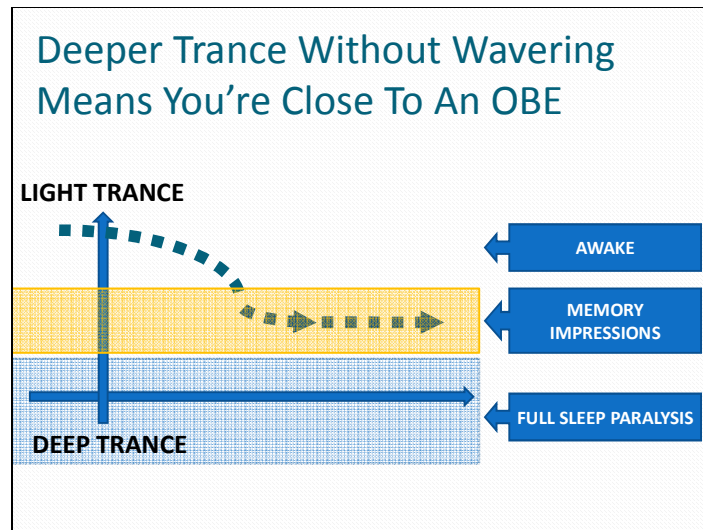 Deeper Trance Without Wavering
Means You’re Close To An OBE
LIGHT TRANCE
AWAKE
MEMORY
IMPRESSIONS
FULL SLEEP PARALYSIS
DEEP TRANCE